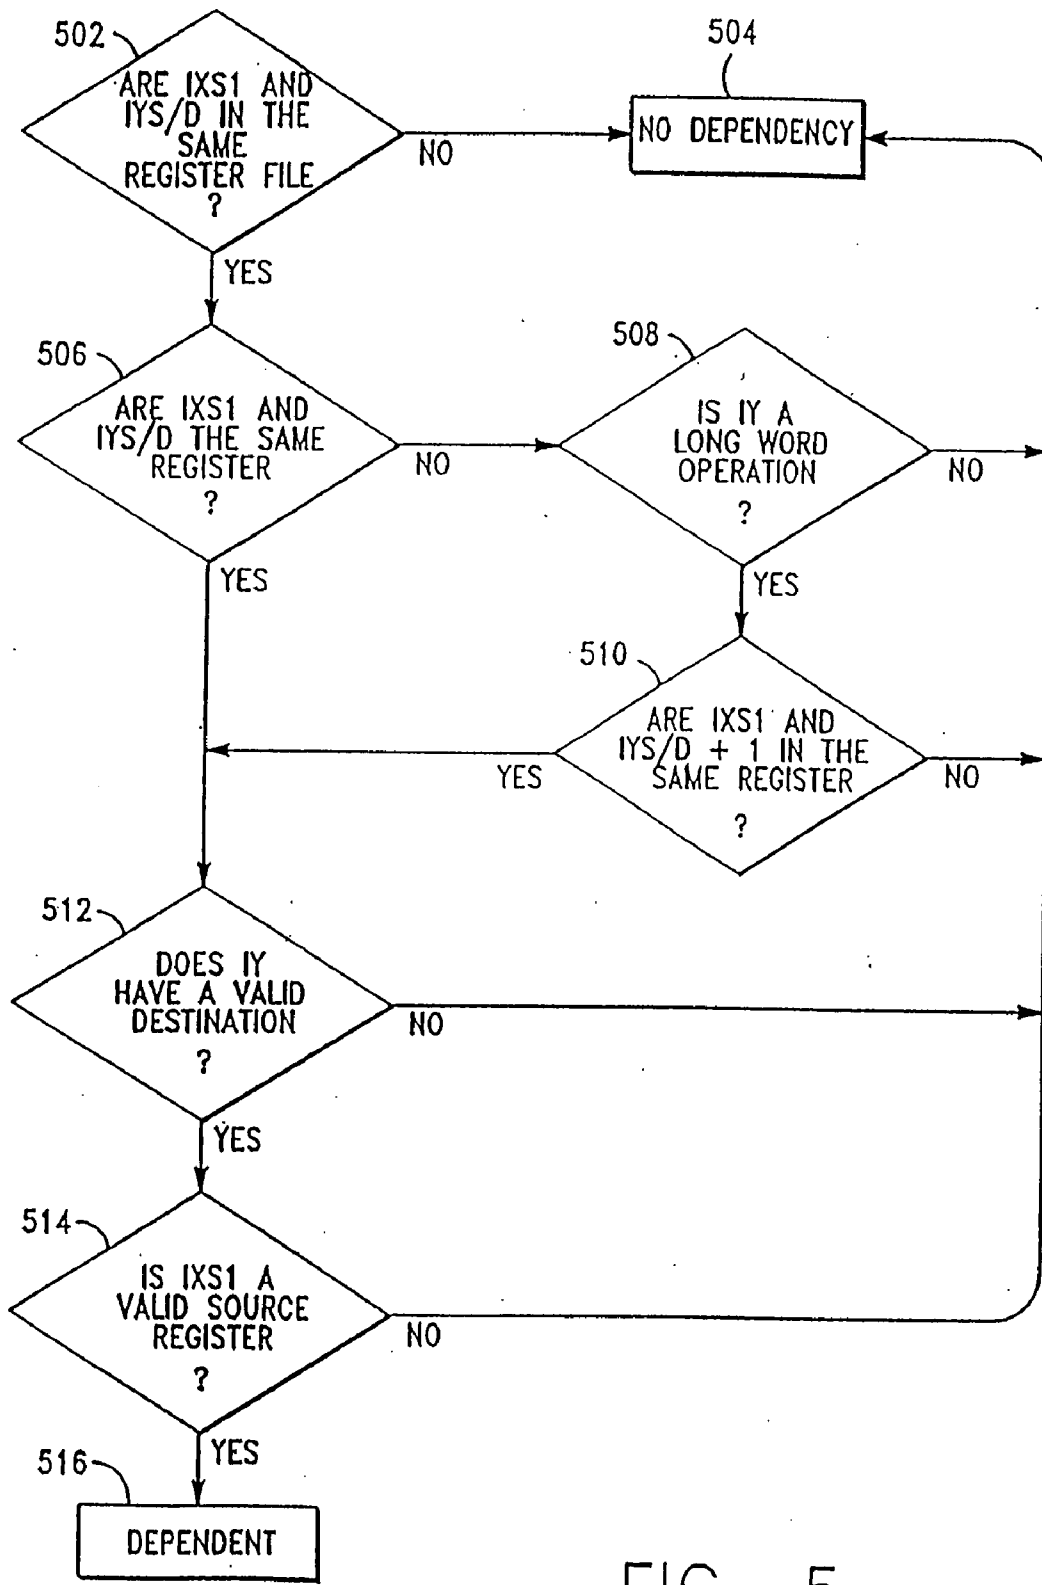 502
ARE IXS1 AND
IYS/D IN THE
SAME
REGISTER FILE
?
NO
YES
504
NO DEPENDENCY
506
ARE IXS1 AND
IYS/D THE SAME
REGISTER
?
NO
YES
508
IS IY A
LONG WORD
OPERATION
?
NO
YES
510
ARE IXS1 AND
IYS/D + 1 IN THE
SAME REGISTER
?
YES
NO
512
DOES IY
HAVE A VALID
DESTINATION
?
NO
YES
514
IS IXS1 A
VALID SOURCE
REGISTER
?
NO
YES
516
DEPENDENT
FIG. 5